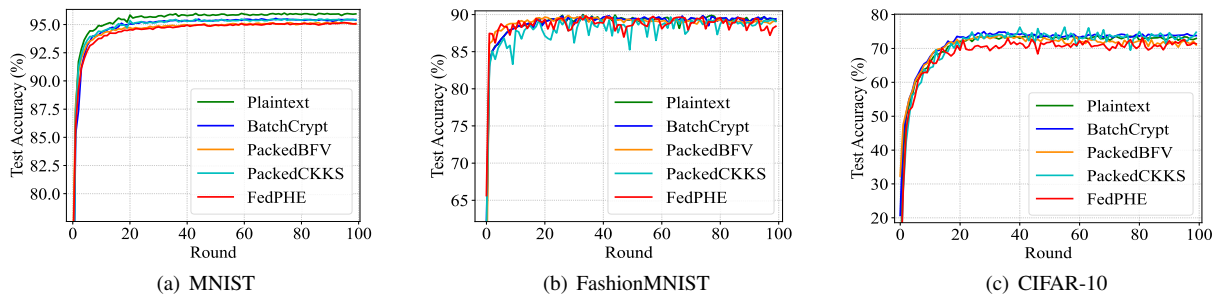 95.0
92.5
90.0
87.5
85.0
82.5
80.0
Test Accuracy (%)
Plaintext
BatchCrypt
PackedBFV
PackedCKKS
FedPHE
0 20 40 60 80 100
Round
(a) MNIST
90
85
80
75
70
65
Test Accuracy (%)
Plaintext
BatchCrypt
PackedBFV
PackedCKKS
FedPHE
0 20 40 60 80 100
Round
(b) FashionMNIST
80
70
60
50
40
30
20
Test Accuracy (%)
Plaintext
BatchCrypt
PackedBFV
PackedCKKS
FedPHE
0 20 40 60 80 100
Round
(c) CIFAR-10